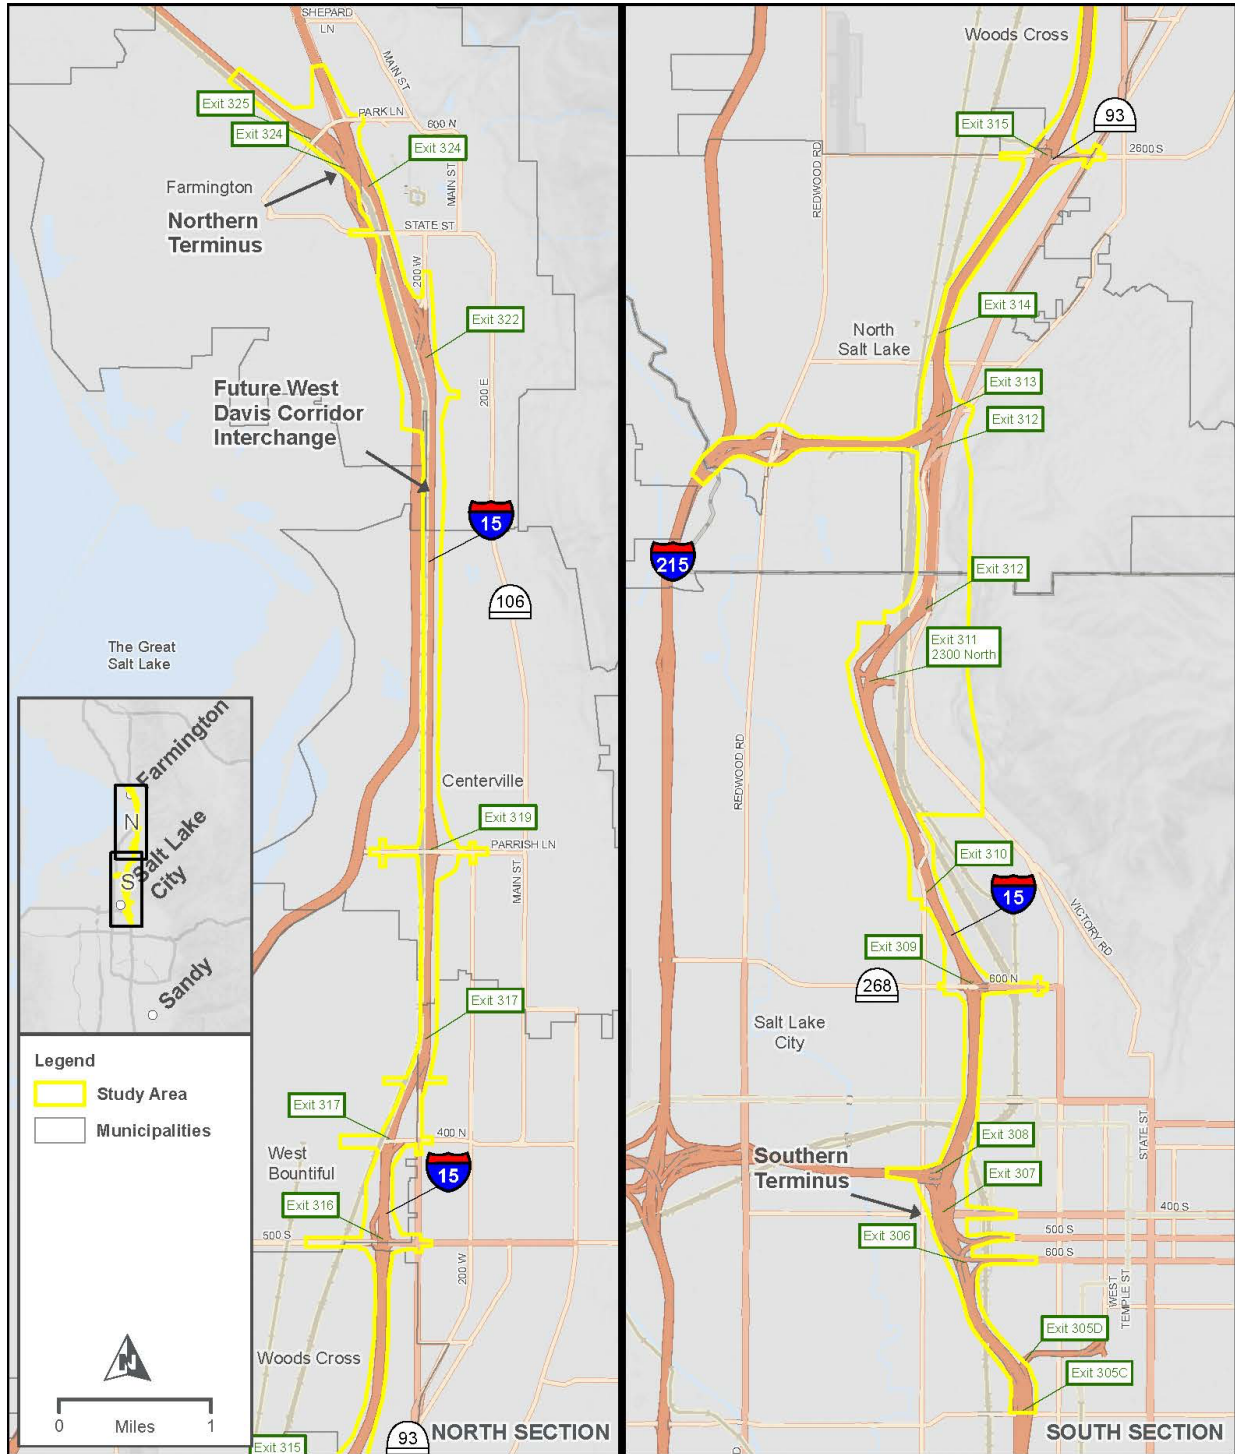 SHEPARD
LN
MAIN ST
Exit 325
PARK LN
600 N
Exit 324
Exit 324
MAIN ST
Farmington
Northern
Terminus
STATE ST
200 W
Exit 322
Future West
Davis Corridor
Interchange
200 E
15
106
The Great
Salt Lake
Centerville
Exit 319
PARRISH LN
MAIN ST
Farmington
N
Salt Lake
City
S
Sandy
Exit 317
Legend
Study Area
Municipalities
Exit 317
400 N
West
Bountiful
15
Exit 316
500 S
200 W
Woods Cross
N
0 Miles 1
93
NORTH SECTION
Exit 315
Woods Cross
93
Exit 315
2600 S
REDWOOD RD
Exit 314
North
Salt Lake
Exit 313
Exit 312
215
Exit 312
Exit 311
2300 North
REDWOOD RD
Exit 310
15
VICTORY RD
Exit 309
600 N
268
Salt Lake
City
STATE ST
Exit 308
Southern
Terminus
Exit 307
400 S
500 S
Exit 306
600 S
WEST
TEMPLE ST
Exit 305D
Exit 305C
SOUTH SECTION
D